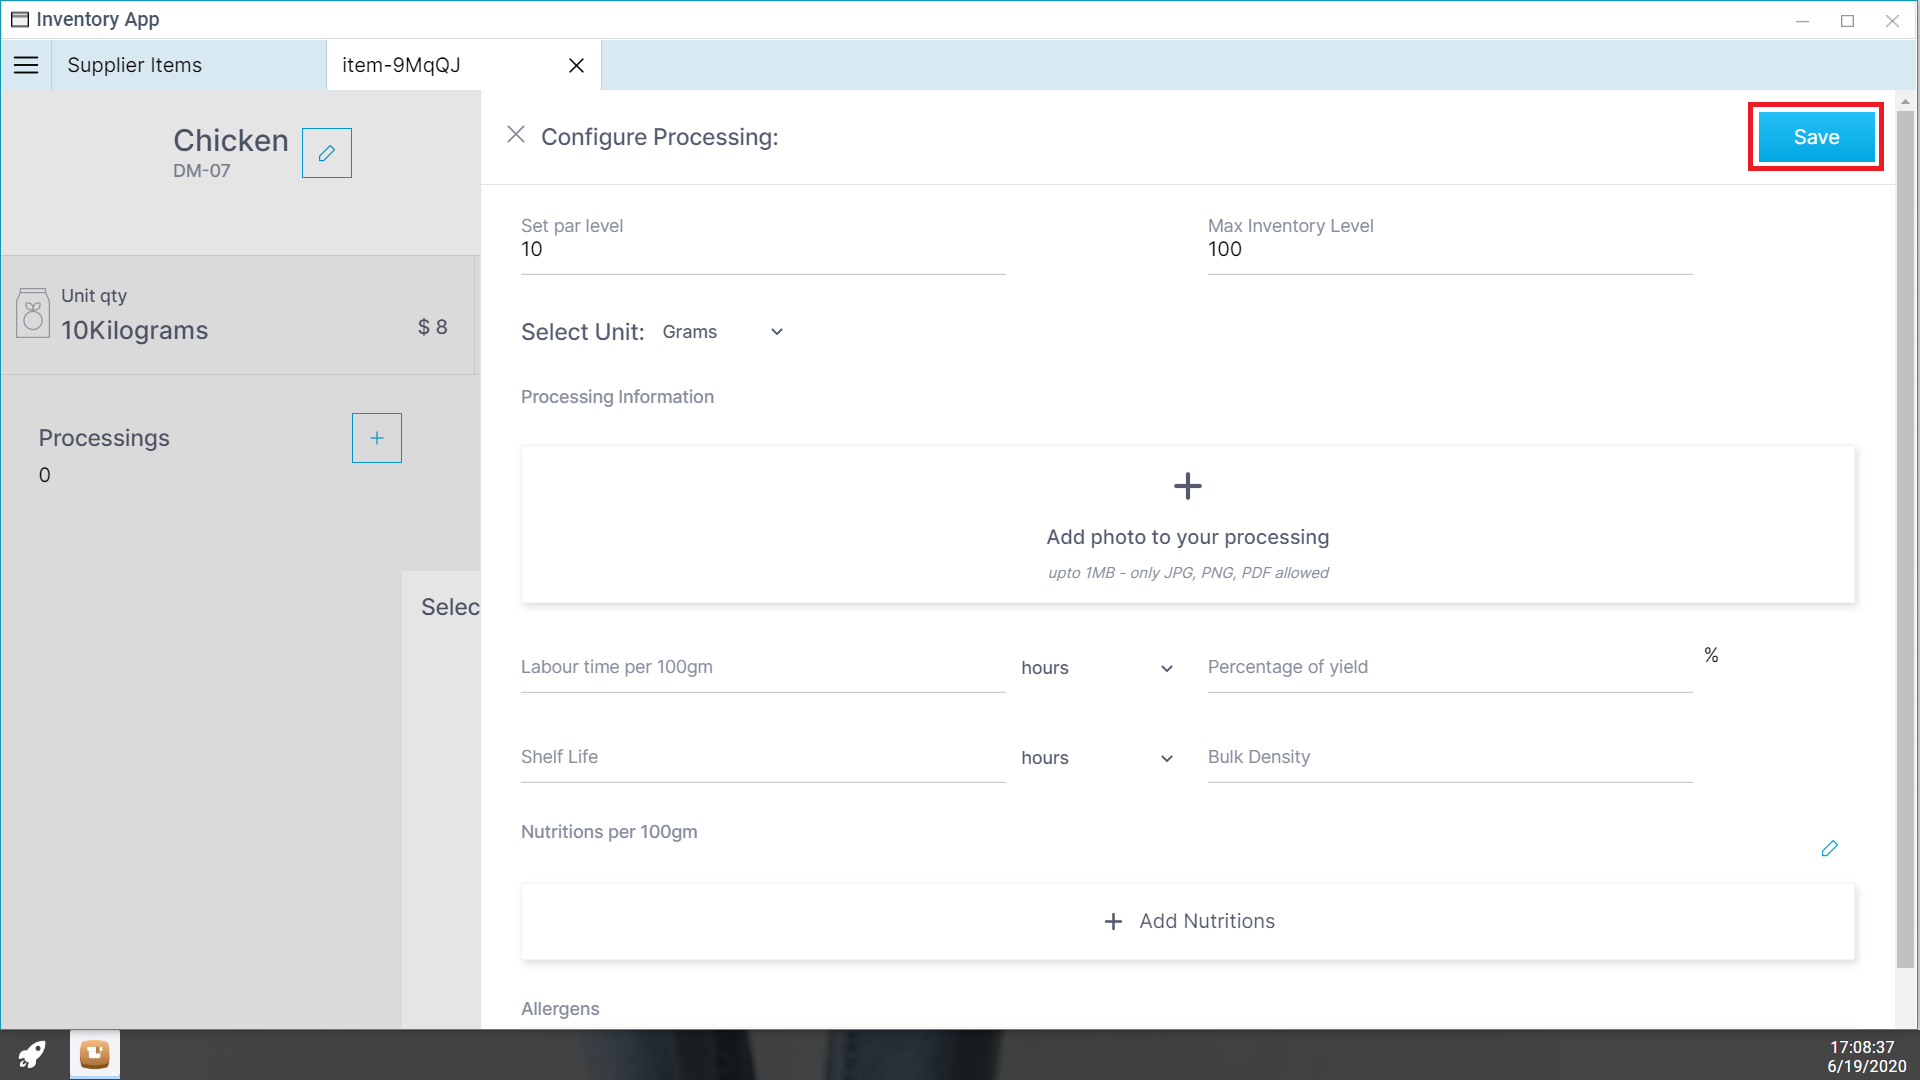 Inventory App
Supplier Items
item-9MqQJ
Chicken
DM-07
Unit qty
10Kilograms
$ 8
Processings
0
Selec
Configure Processing:
Save
Set par level
10
Max Inventory Level
100
Select Unit: Grams
Processing Information
Add photo to your processing
upto 1MB - only JPG, PNG, PDF allowed
Labour time per 100gm
hours
Percentage of yield
%
Shelf Life
hours
Bulk Density
Nutritions per 100gm
Add Nutritions
Allergens
17:08:37
6/19/2020